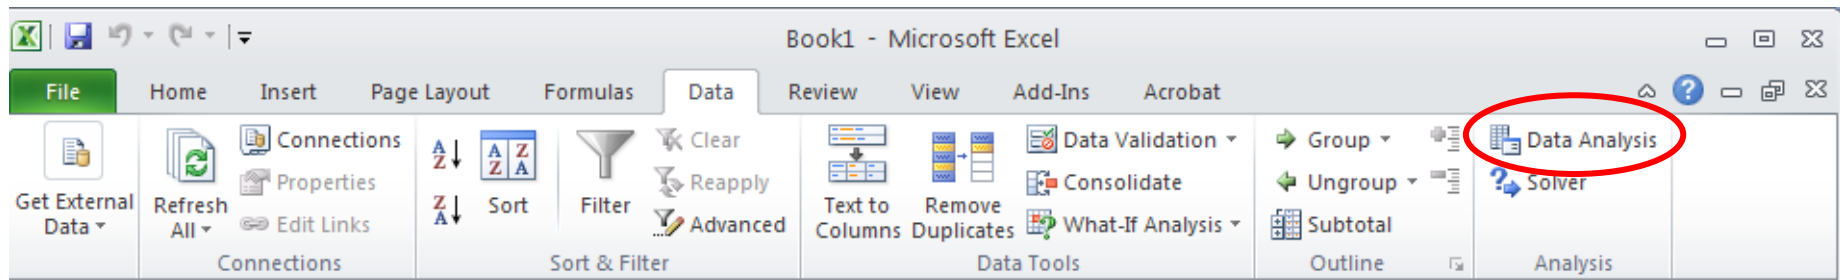 Book1 - Microsoft Excel
File Home Insert Page Layout Formulas Data Review View Add-Ins Acrobat
Get External Data
Refresh All
Connections
Properties
Edit Links
Connections
A Z
Z A
A Z Z A
Sort
Filter
Clear
Reapply
Advanced
Sort & Filter
Text to Columns
Remove Duplicates
Data Validation
Consolidate
What-If Analysis
Data Tools
Group
Ungroup
Subtotal
Outline
Data Analysis
Solver
Analysis